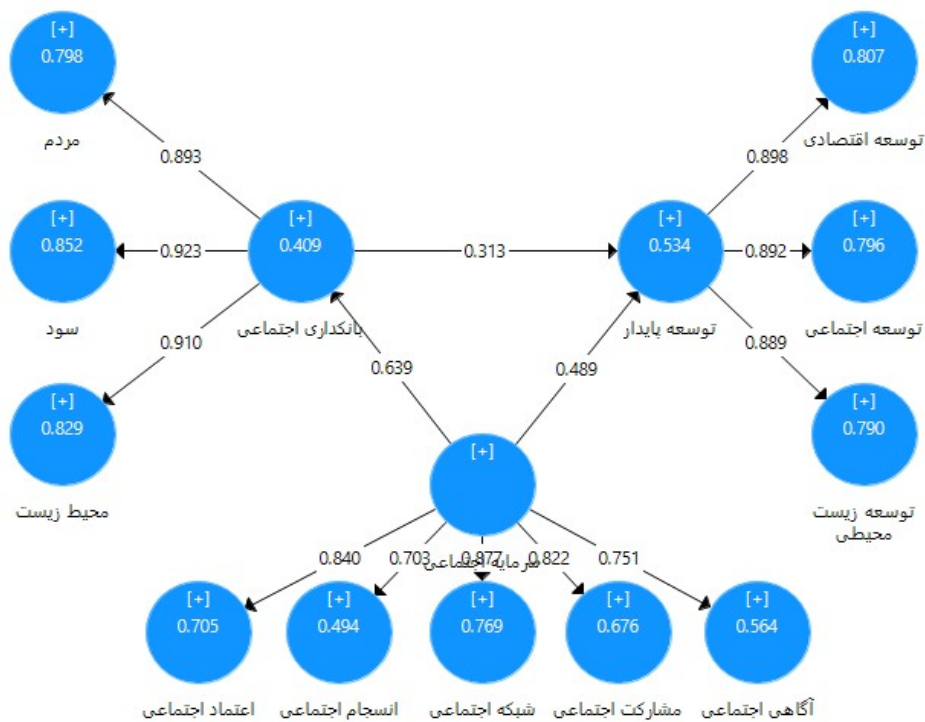 [+]
0.798
مردم
[+]
0.807
توسعه اقتصادی
0.893
0.898
[+]
0.852
سود
0.923
[+]
0.409
بانکداری اجتماعی
0.313
[+]
0.534
توسعه پایدار
0.892
[+]
0.796
توسعه اجتماعی
0.910
0.639
0.489
0.889
[+]
0.829
محیط زیست
[+]
سرمایه اجتماعی
[+]
0.790
توسعه زیست
محیطی
0.840
0.703
0.877
0.822
0.751
[+]
0.705
اعتماد اجتماعی
[+]
0.494
انسجام اجتماعی
[+]
0.769
شبکه اجتماعی
[+]
0.676
مشارکت اجتماعی
[+]
0.564
آگاهی اجتماعی